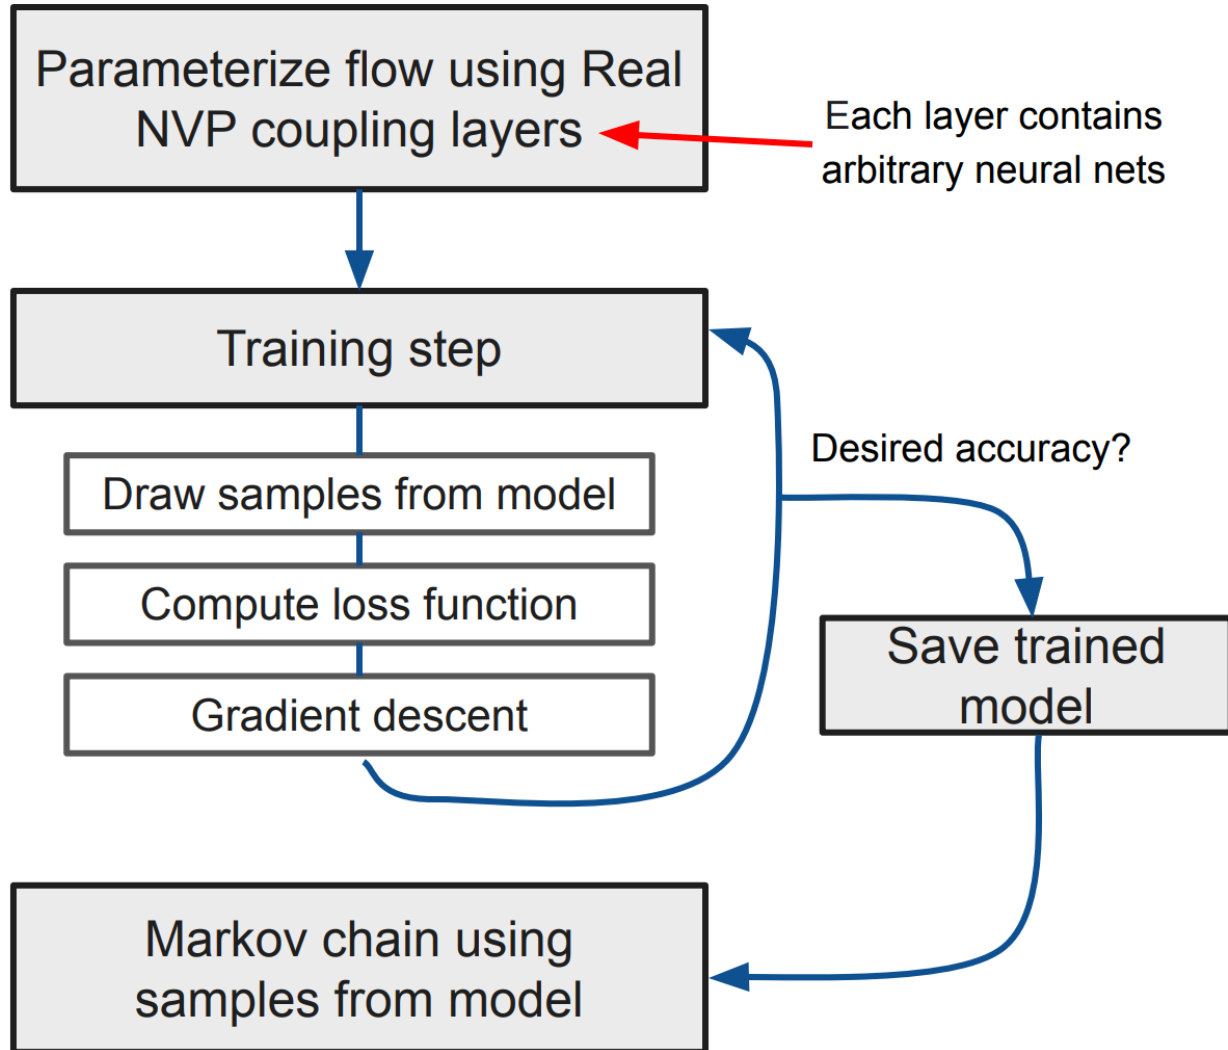 Parameterize flow using Real
NVP coupling layers
Each layer contains
arbitrary neural nets
Training step
Draw samples from model
Compute loss function
Gradient descent
Desired accuracy?
Save trained
model
Markov chain using
samples from model